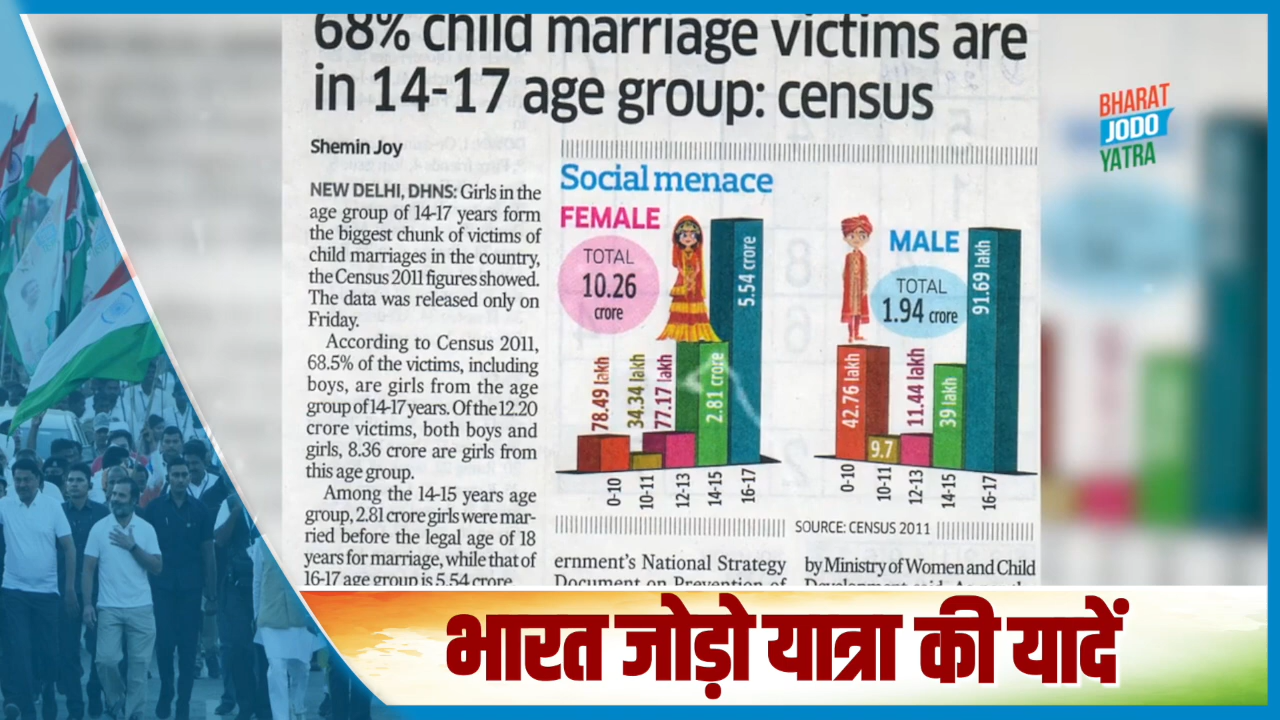 68% child marriage victims are
in 14-17 age group: census
Shemin Joy
NEW DELHI, DHNS: Girls in the
age group of 14-17 years form
the biggest chunk of victims of
child marriages in the country,
the Census 2011 figures showed.
The data was released only on
Friday.
According to Census 2011,
68.5% of the victims, including
boys, are girls from the age
group of 14-17 years. Of the 12.20
crore victims, both boys and
girls, 8.36 crore are girls from
this age group.
Among the 14-15 years age
group, 2.81 crore girls were mar-
ried before the legal age of 18
years for marriage, while that of
16-17 age group is 5.54 crore
Social menace
FEMALE
TOTAL
10.26
crore
78.49 lakh
34.34 lakh
77.17 lakh
2.81 crore
5.54 crore
0-10
10-11
12-13
14-15
16-17
MALE
TOTAL
1.94 crore
42.76 lakh
9.7
11.44 lakh
39 lakh
91.69 lakh
0-10
10-11
12-13
14-15
16-17
SOURCE: CENSUS 2011
ernment's National Strategy
Document on Prevention of
by Ministry of Women and Child
BHARAT
JODO
YATRA
भारत जोड़ो यात्रा की यादें